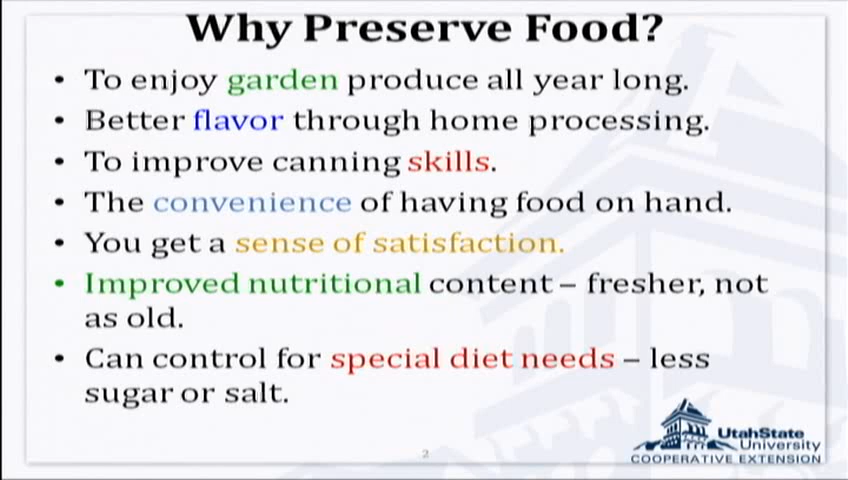 Why Preserve Food?
• To enjoy garden produce all year long.
• Better flavor through home processing.
• To improve canning skills.
• The convenience of having food on hand.
• You get a sense of satisfaction.
• Improved nutritional content – fresher, not
as old.
• Can control for special diet needs – less
sugar or salt.
2
UtahState
University
COOPERATIVE EXTENSION